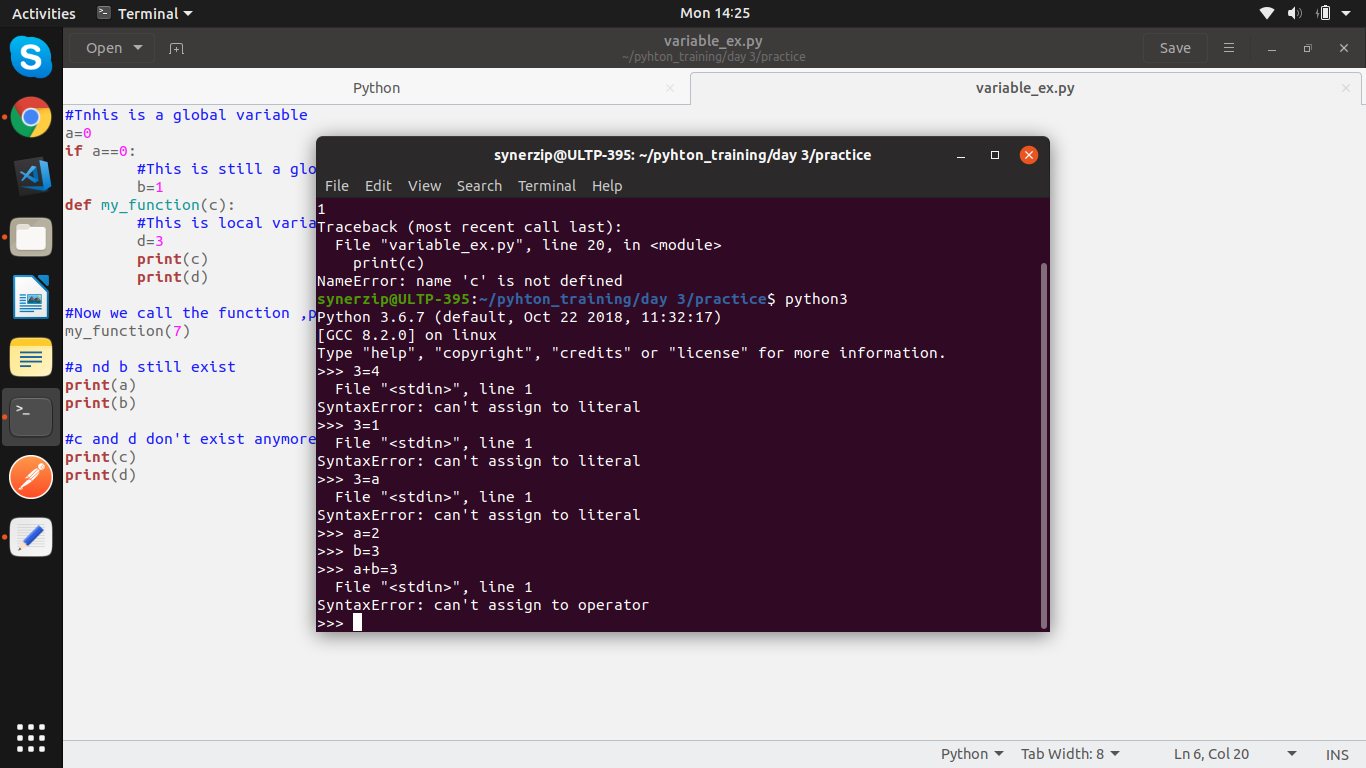 Activities
Terminal
Mon 14:25
Open
variable_ex.py
~/pyhton_training/day 3/practice
Save
Python
variable_ex.py
#Tnhis is a global variable
a=0
if a==0:
#This is still a glo
b=1
def my_function(c):
#This is local varia
d=3
print(c)
print(d)
#Now we call the function ,p
my_function(7)
#a nd b still exist
print(a)
print(b)
#c and d don't exist anymore
print(c)
print(d)
synerzip@ULTP-395: ~/pyhton_training/day 3/practice
File Edit View Search Terminal Help
1
Traceback (most recent call last):
File "variable_ex.py", line 20, in <module>
print(c)
NameError: name 'c' is not defined
synerzip@ULTP-395:~/pyhton_training/day 3/practice$ python3
Python 3.6.7 (default, Oct 22 2018, 11:32:17)
[GCC 8.2.0] on linux
Type "help", "copyright", "credits" or "license" for more information.
>>> 3=4
File "<stdin>", line 1
SyntaxError: can't assign to literal
>>> 3=1
File "<stdin>", line 1
SyntaxError: can't assign to literal
>>> 3=a
File "<stdin>", line 1
SyntaxError: can't assign to literal
>>> a=2
>>> b=3
>>> a+b=3
File "<stdin>", line 1
SyntaxError: can't assign to operator
>>>
Python
Tab Width: 8
Ln 6, Col 20
INS